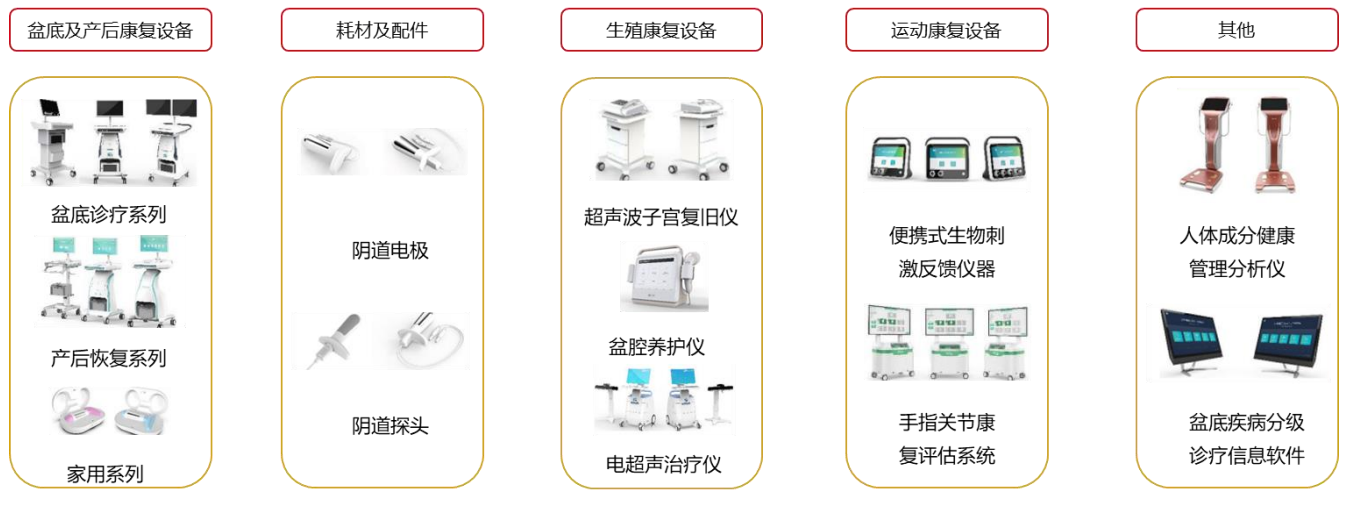 盆底及产后康复设备
耗材及配件
生殖康复设备
运动康复设备
其他
盆底诊疗系列
产后恢复系列
家用系列
阴道电极
阴道探头
超声波子宫复旧仪
盆腔养护仪
电超声治疗仪
便携式生物刺
激反馈仪器
手指关节康
复评估系统
人体成分健康
管理分析仪
盆底疾病分级
诊疗信息软件